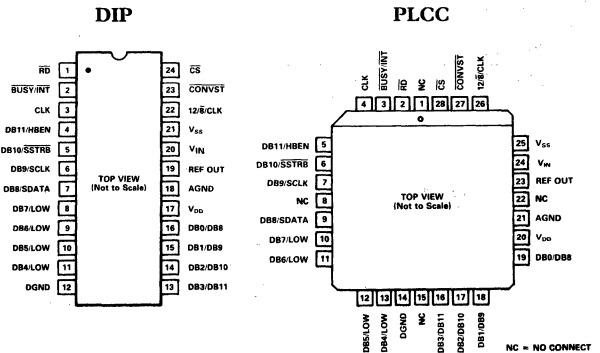 DIP
RD 1
BUSY/INT 2
CLK 3
DB11/HBEN 4
DB10/SSTRB 5
DB9/SCLK 6
DB8/SDATA 7
DB7/LOW 8
DB6/LOW 9
DB5/LOW 10
DB4/LOW 11
DGND 12
TOP VIEW
(Not to Scale)
24 CS
23 CONVST
22 12/8/CLK
21 VSS
20 VIN
19 REF OUT
18 AGND
17 VDD
16 DB0/DB8
15 DB1/DB9
14 DB2/DB10
13 DB3/DB11
PLCC
CLK
BUSY/INT
RD
NC
CS
CONVST
12/8/CLK
4 3 2 1 28 27 26
DB11/HBEN 5
DB10/SSTRB 6
DB9/SCLK 7
NC 8
DB8/SDATA 9
DB7/LOW 10
DB6/LOW 11
TOP VIEW
(Not to Scale)
25 VSS
24 VIN
23 REF OUT
22 NC
21 AGND
20 VDD
19 DB0/DB8
12 13 14 15 16 17 18
DB5/LOW
DB4/LOW
DGND
NC
DB3/DB11
DB2/DB10
DB1/DB9
NC = NO CONNECT